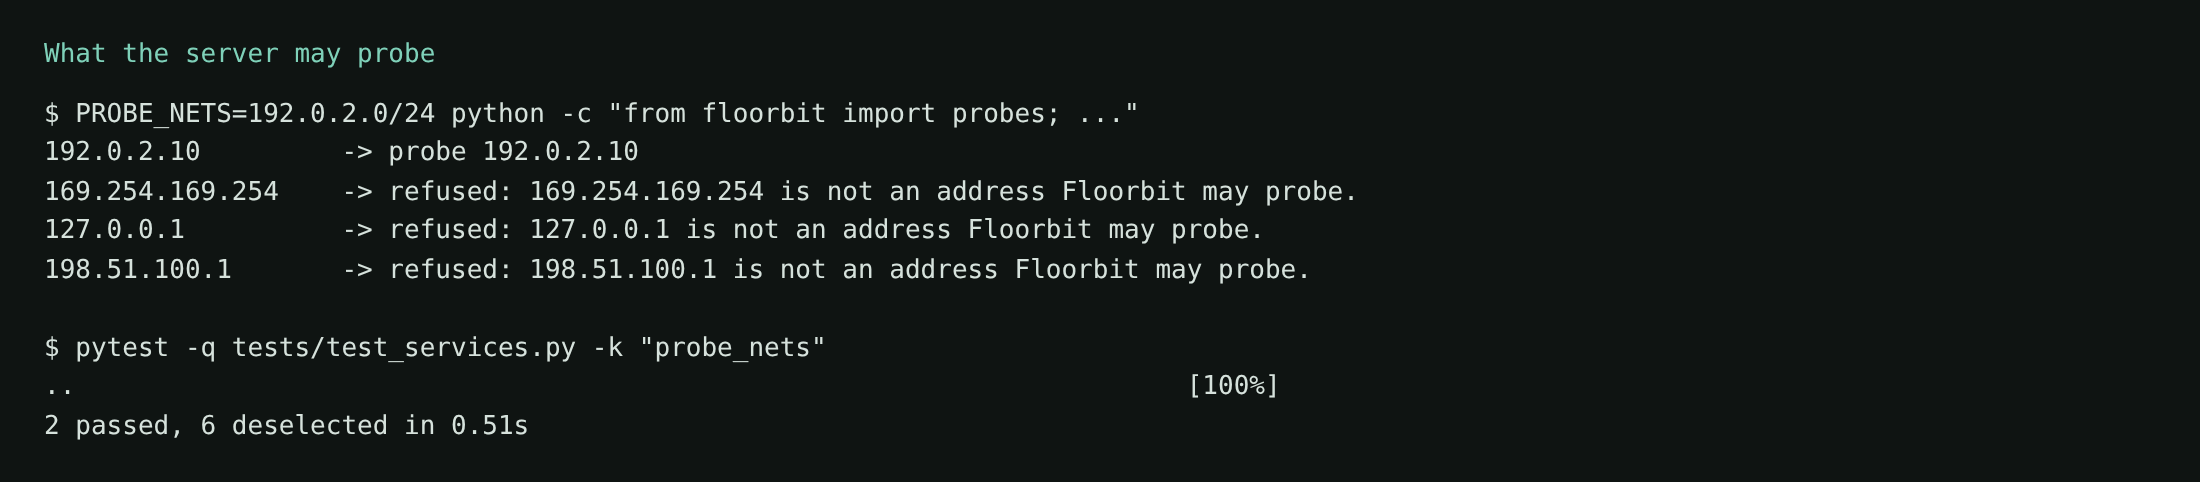 What the server may probe
$ PROBE_NETS=192.0.2.0/24 python -c "from floorbit import probes; ..."
192.0.2.10         -> probe 192.0.2.10
169.254.169.254    -> refused: 169.254.169.254 is not an address Floorbit may probe.
127.0.0.1          -> refused: 127.0.0.1 is not an address Floorbit may probe.
198.51.100.1       -> refused: 198.51.100.1 is not an address Floorbit may probe.
$ pytest -q tests/test_services.py -k "probe_nets"
..                                                                       [100%]
2 passed, 6 deselected in 0.51s